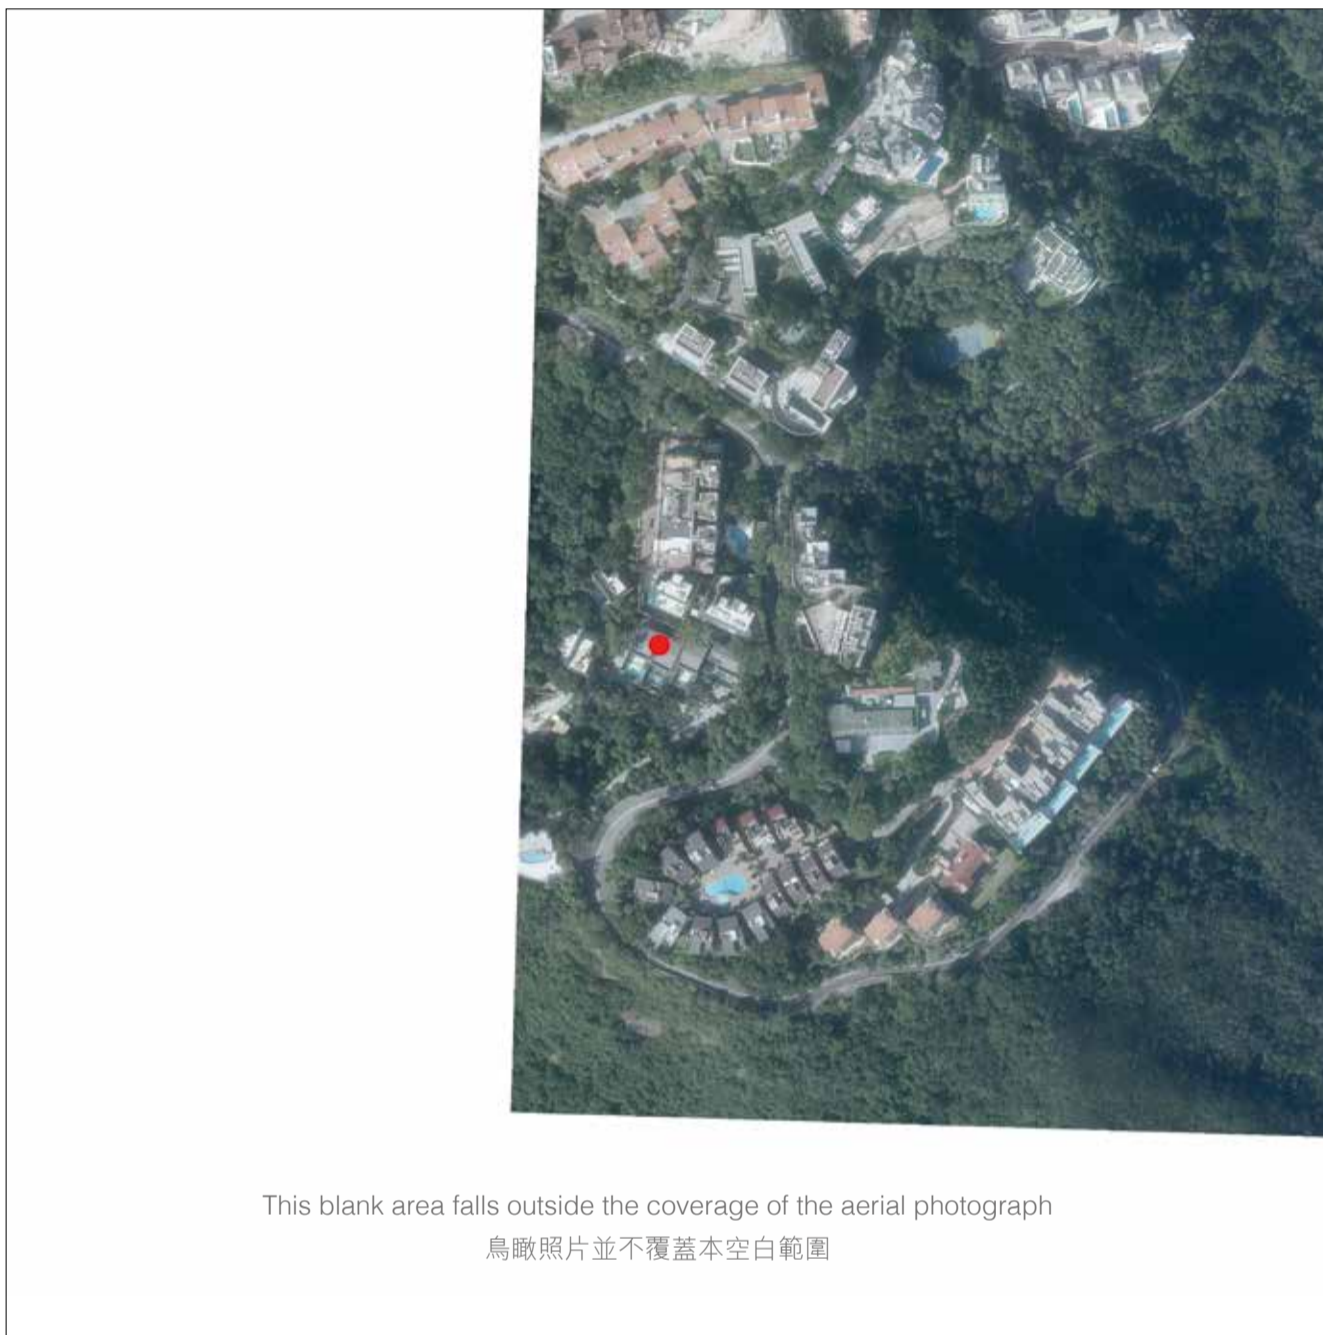 This blank area falls outside the coverage of the aerial photograph
鳥瞰照片並不覆蓋本空白範圍